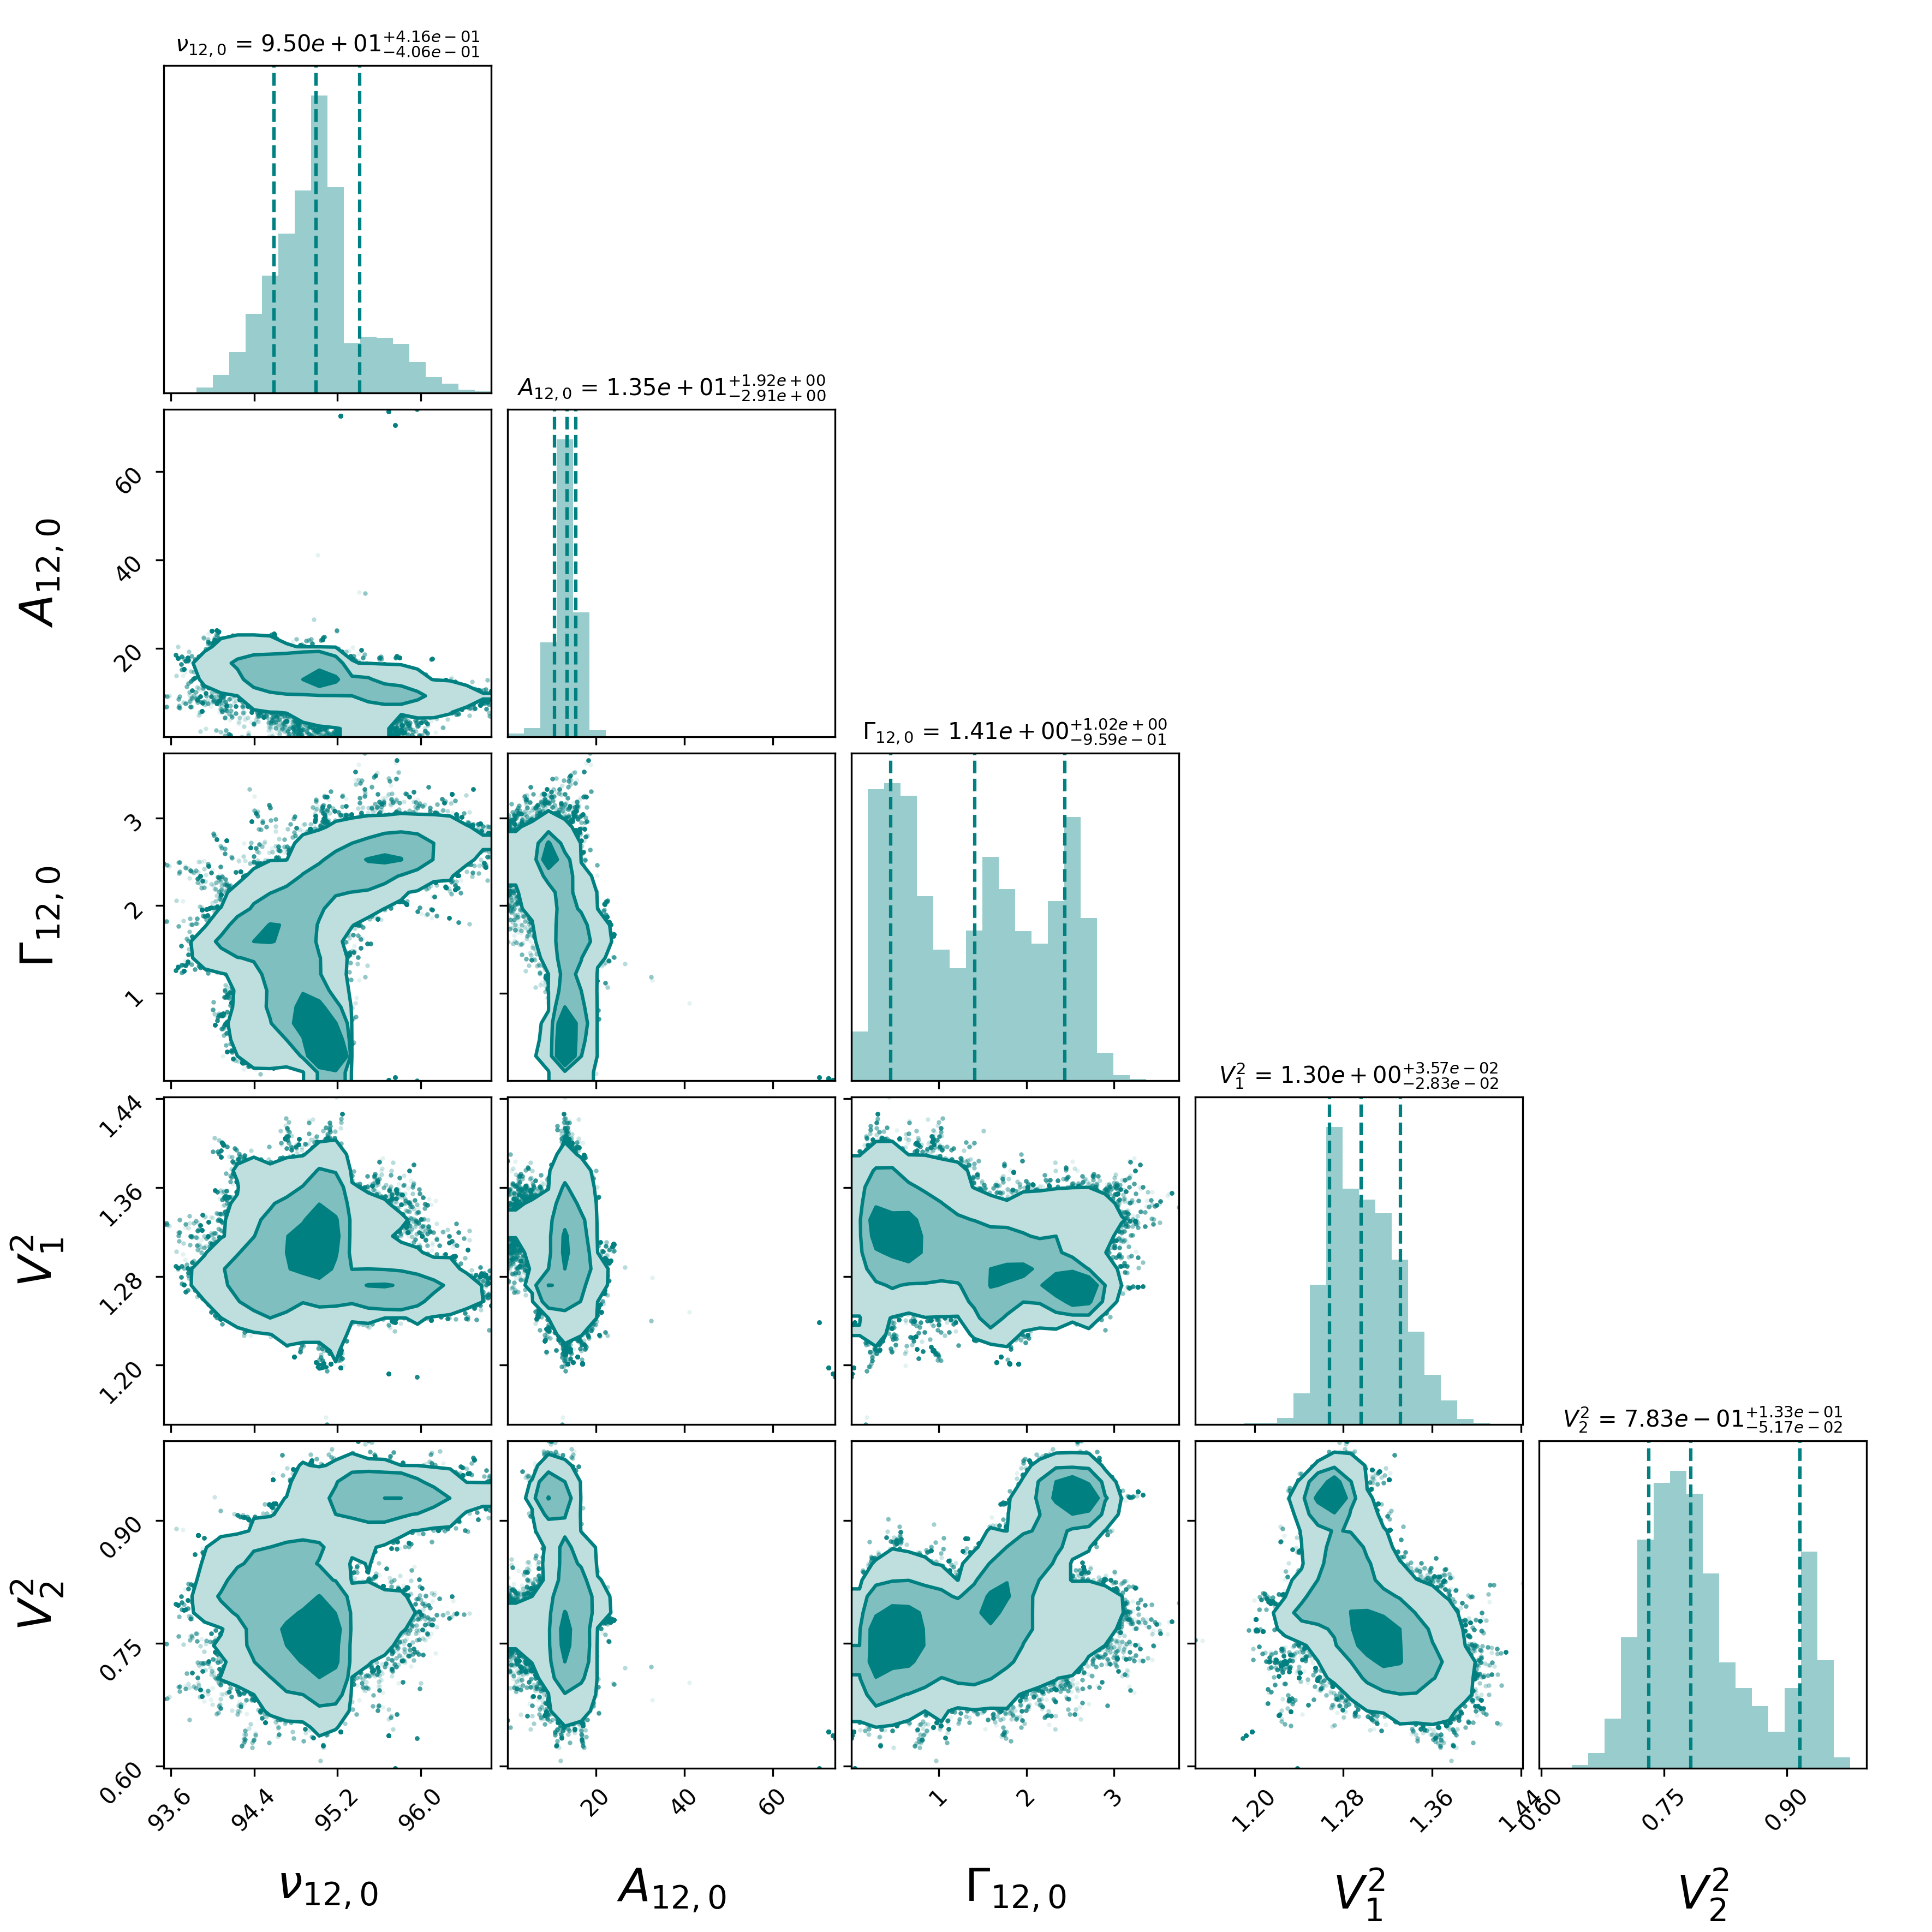 ν12,0 = 9.50e + 01 +4.16e − 01 −4.06e − 01
A12,0 = 1.35e + 01 +1.92e + 00 −2.91e + 00
60
40
20
A12,0
Γ12,0 = 1.41e + 00 +1.02e + 00 −9.59e − 01
3
2
1
Γ12,0
V1² = 1.30e + 00 +3.57e − 02 −2.83e − 02
1.44
1.36
1.28
1.20
V1²
V2² = 7.83e − 01 +1.33e − 01 −5.17e − 02
0.90
0.75
0.60
V2²
93.6 94.4 95.2 96.0 20 40 60 1 2 3 1.20 1.28 1.36 1.44 0.60 0.75 0.90
ν12,0 A12,0 Γ12,0 V1² V2²